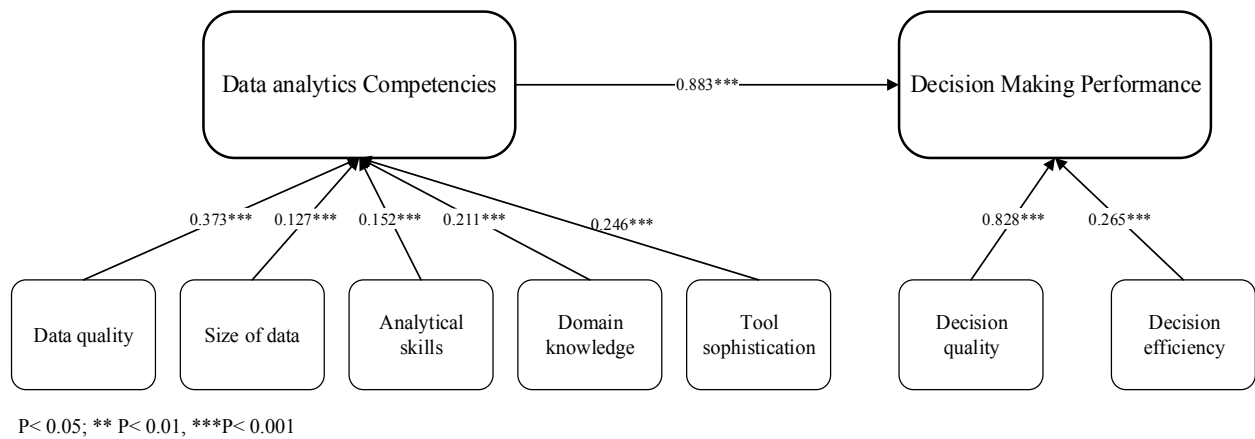 Data analytics Competencies
0.883***
Decision Making Performance
0.373***
0.127***
0.152***
0.211***
0.246***
0.828***
0.265***
Data quality
Size of data
Analytical
skills
Domain
knowledge
Tool
sophistication
Decision
quality
Decision
efficiency
P< 0.05; ** P< 0.01, ***P< 0.001